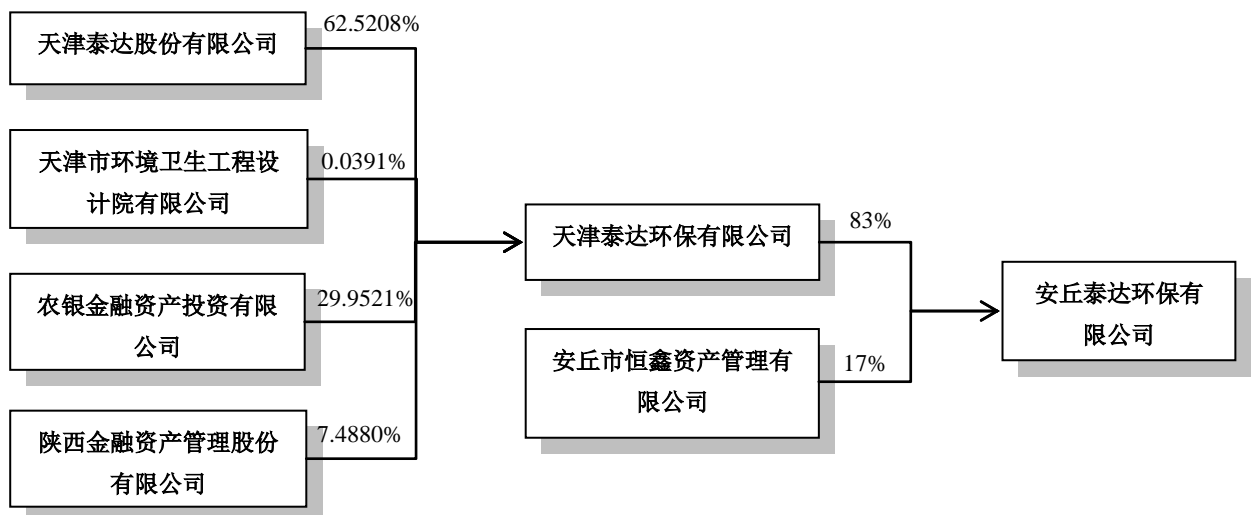 天津泰达股份有限公司
62.5208%
天津市环境卫生工程设
计院有限公司
0.0391%
农银金融资产投资有限
公司
29.9521%
陕西金融资产管理股份
有限公司
7.4880%
天津泰达环保有限公司
83%
安丘市恒鑫资产管理有
限公司
17%
安丘泰达环保有
限公司